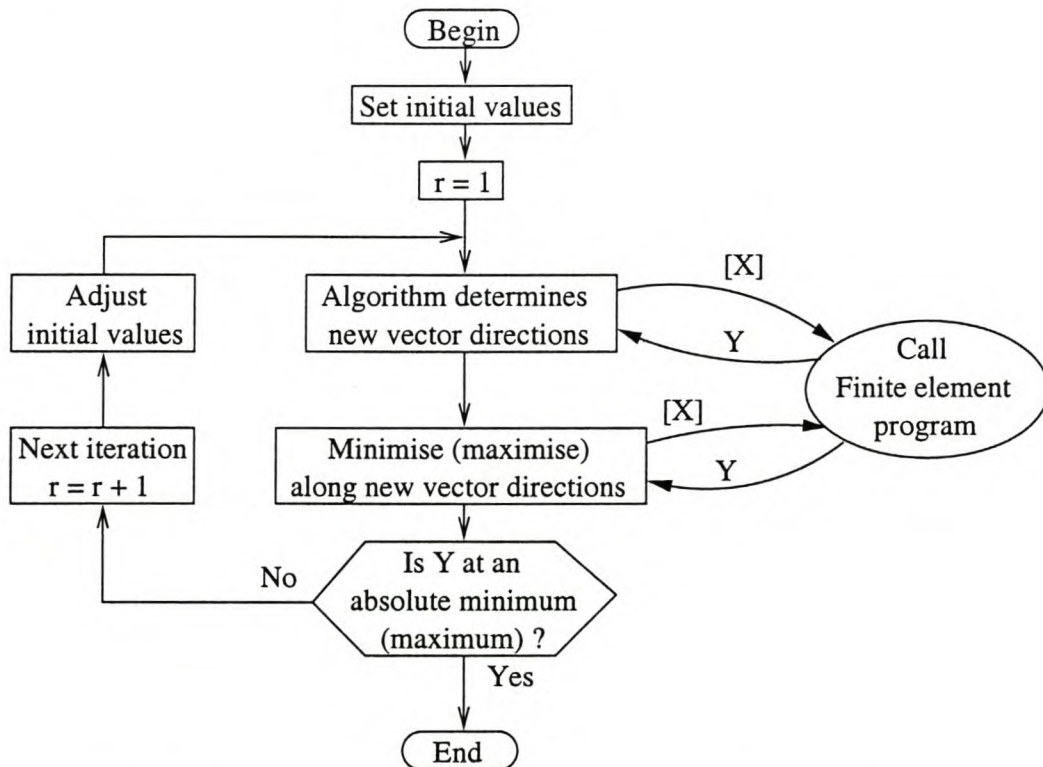 Begin
Set initial values
r = 1
Adjust
initial values
Algorithm determines
new vector directions
[X]
Y
Call
Finite element
program
Next iteration
r = r + 1
Minimise (maximise)
along new vector directions
[X]
Y
No
Is Y at an
absolute minimum
(maximum) ?
Yes
End